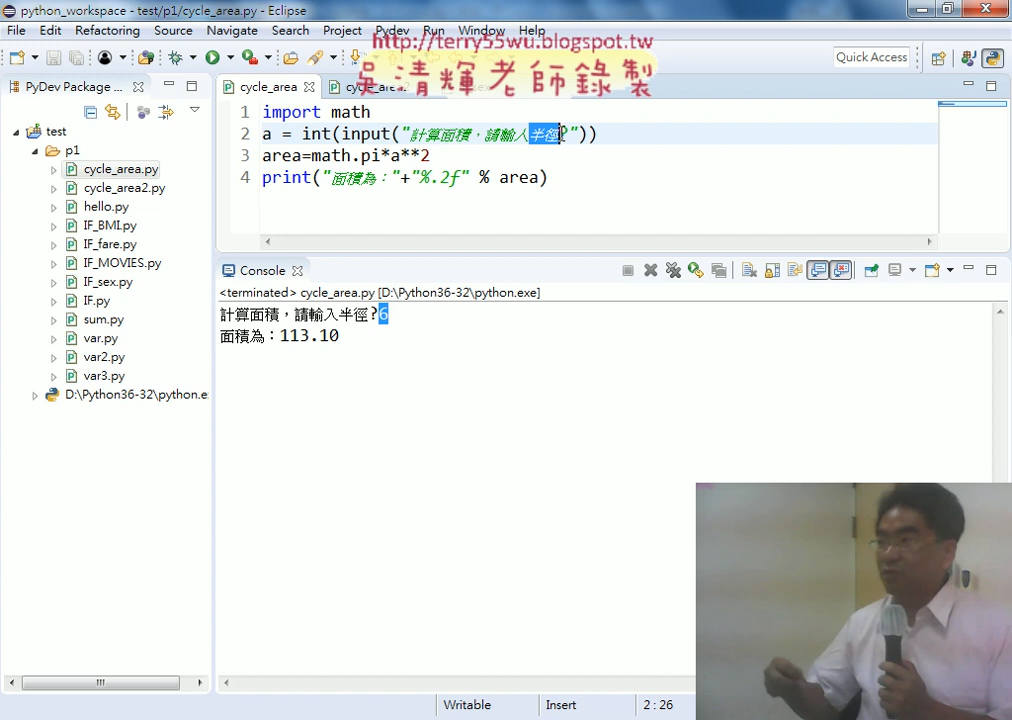 python_workspace - test/p1/cycle_area.py - Eclipse
File Edit Refactoring Source Navigate Search Project Pydev Run Window Help
http://terry55wu.blogspot.tw
吳清輝老師錄製
Quick Access
PyDev Package ...
cycle_area
test
p1
cycle_area.py
cycle_area2.py
hello.py
IF_BMI.py
IF_fare.py
IF_MOVIES.py
IF_sex.py
IF.py
sum.py
var.py
var2.py
var3.py
D:\Python36-32\python.e
1 import math
2 a = int(input("計算面積，請輸入半徑?"))
3 area=math.pi*a**2
4 print("面積為："+"%.2f" % area)
Console
<terminated> cycle_area.py [D:\Python36-32\python.exe]
計算面積，請輸入半徑?6
面積為：113.10
Writable Insert 2 : 26